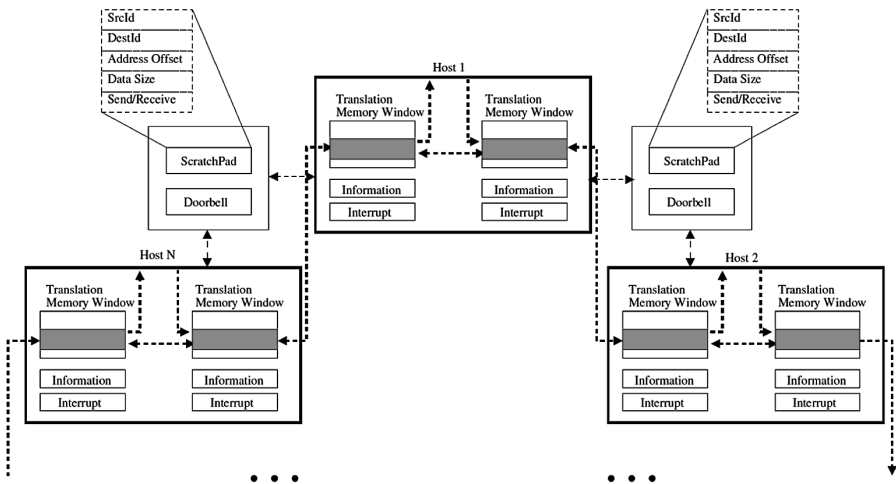 SrcId
DestId
Address Offset
Data Size
Send/Receive
ScratchPad
Doorbell
Host 1
Translation
Memory Window
Translation
Memory Window
Information
Information
Interrupt
Interrupt
SrcId
DestId
Address Offset
Data Size
Send/Receive
ScratchPad
Doorbell
Host N
Translation
Memory Window
Translation
Memory Window
Information
Information
Interrupt
Interrupt
Host 2
Translation
Memory Window
Translation
Memory Window
Information
Information
Interrupt
Interrupt
• • •
• • •